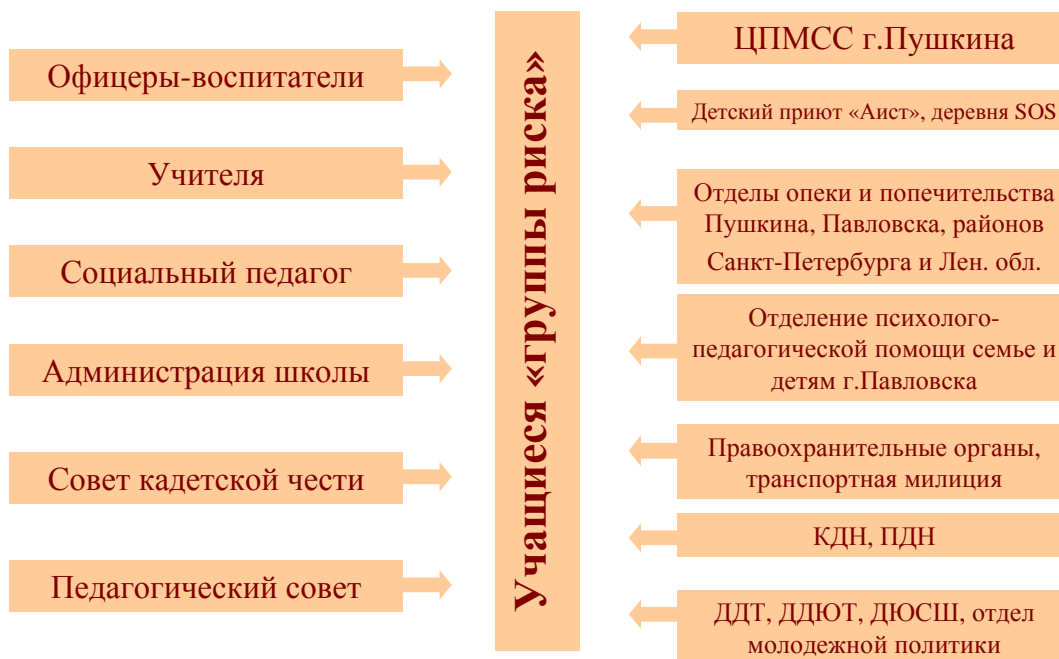 Офицеры-воспитатели
Учителя
Социальный педагог
Администрация школы
Совет кадетской чести
Педагогический совет
Учащиеся «группы риска»
ЦПМСС г.Пушкина
Детский приют «Аист», деревня SOS
Отделы опеки и попечительства
Пушкина, Павловска, районов
Санкт-Петербурга и Лен. обл.
Отделение психолого-
педагогической помощи семье и
детям г.Павловска
Правоохранительные органы,
транспортная милиция
КДН, ПДН
ДДТ, ДДЮТ, ДЮСШ, отдел
молодежной политики